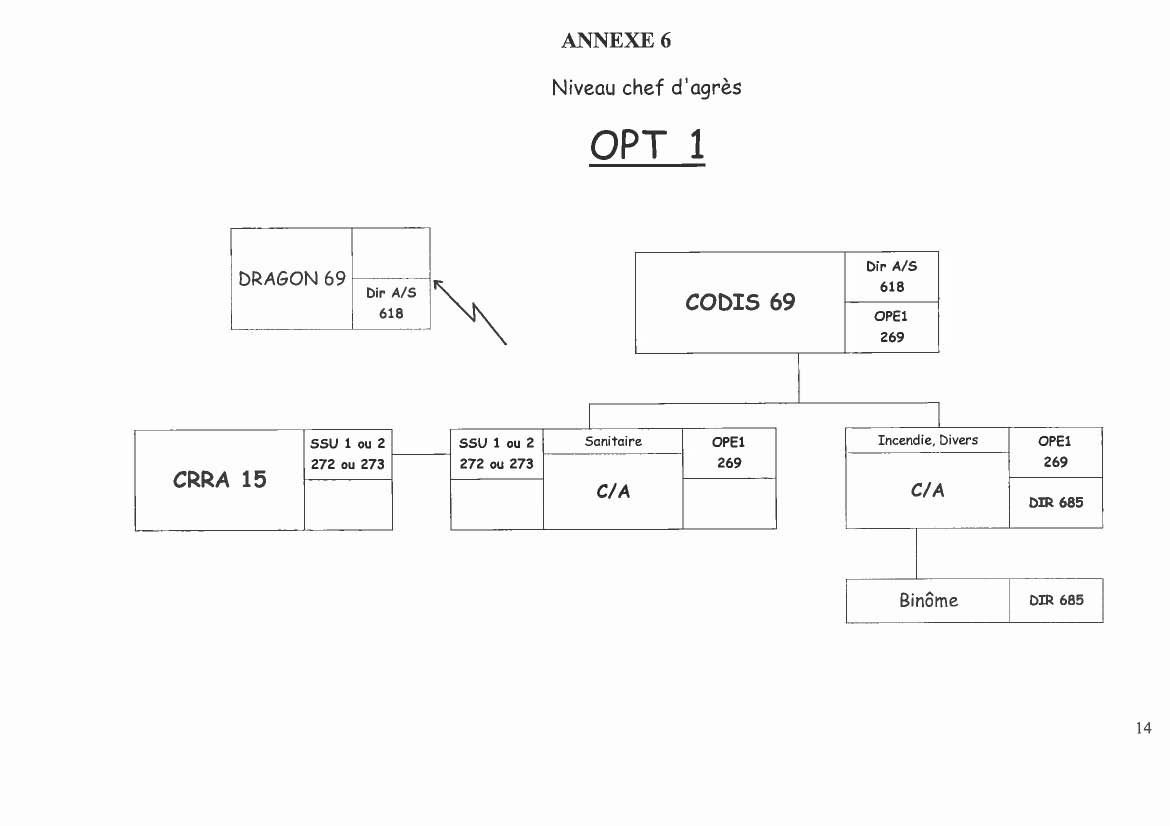 ANNEXE 6
Niveau chef d'agrès
OPT 1
DRAGON 69
Dir A/S
618
CODIS 69
Dir A/S
618
OPE1
269
CRRA 15
SSU 1 ou 2
272 ou 273
SSU 1 ou 2
272 ou 273
Sanitaire
C/A
OPE1
269
Incendie, Divers
C/A
OPE1
269
DIR 685
Binôme
DIR 685
14